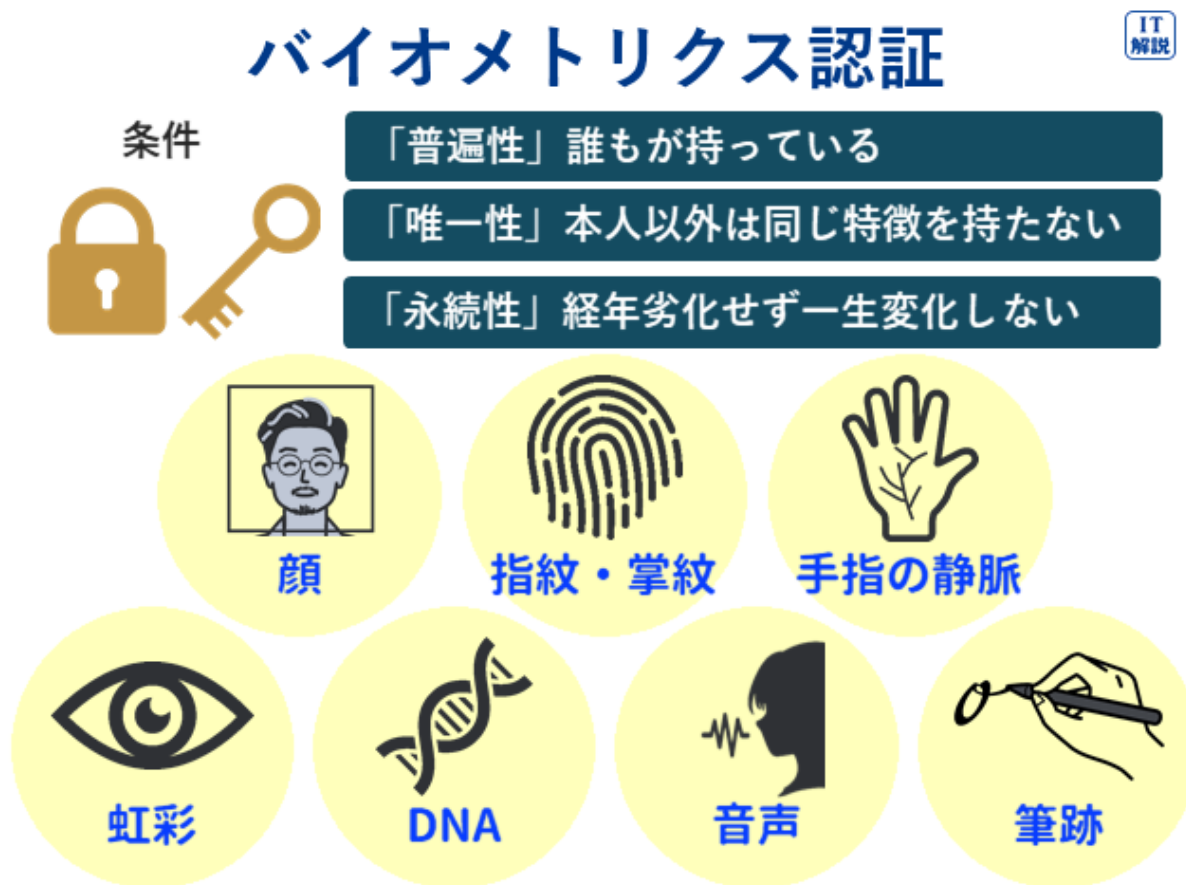 バイオメトリクス認証
IT
解説
条件
「普遍性」誰もが持っている
「唯一性」本人以外は同じ特徴を持たない
「永続性」経年劣化せず一生変化しない
顔
指紋・掌紋
手指の静脈
虹彩
DNA
音声
筆跡